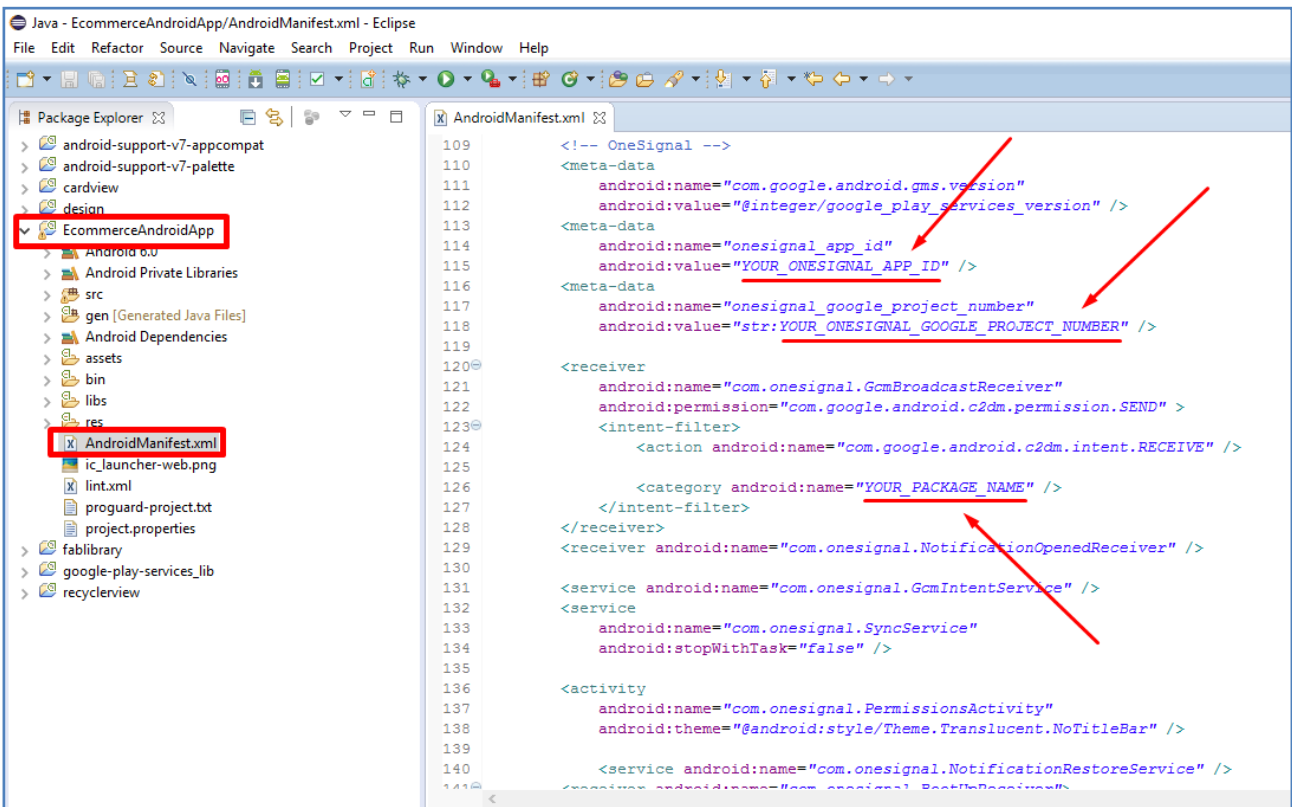 Java - EcommerceAndroidApp/AndroidManifest.xml - Eclipse
File Edit Refactor Source Navigate Search Project Run Window Help
Package Explorer
android-support-v7-appcompat
android-support-v7-palette
cardview
design
EcommerceAndroidApp
Android 6.0
Android Private Libraries
src
gen [Generated Java Files]
Android Dependencies
assets
bin
libs
res
AndroidManifest.xml
ic_launcher-web.png
lint.xml
proguard-project.txt
project.properties
fablibrary
google-play-services_lib
recyclerview
AndroidManifest.xml
109 <!-- OneSignal -->
110 <meta-data
111 android:name="com.google.android.gms.version"
112 android:value="@integer/google_play_services_version" />
113 <meta-data
114 android:name="onesignal_app_id"
115 android:value="YOUR_ONESIGNAL_APP_ID" />
116 <meta-data
117 android:name="onesignal_google_project_number"
118 android:value="str:YOUR_ONESIGNAL_GOOGLE_PROJECT_NUMBER" />
119
120 <receiver
121 android:name="com.onesignal.GcmBroadcastReceiver"
122 android:permission="com.google.android.c2dm.permission.SEND" >
123 <intent-filter>
124 <action android:name="com.google.android.c2dm.intent.RECEIVE" />
125
126 <category android:name="YOUR_PACKAGE_NAME" />
127 </intent-filter>
128 </receiver>
129 <receiver android:name="com.onesignal.NotificationOpenedReceiver" />
130
131 <service android:name="com.onesignal.GcmIntentService" />
132 <service
133 android:name="com.onesignal.SyncService"
134 android:stopWithTask="false" />
135
136 <activity
137 android:name="com.onesignal.PermissionsActivity"
138 android:theme="@android:style/Theme.Translucent.NoTitleBar" />
139
140 <service android:name="com.onesignal.NotificationRestoreService" />
141 <receiver android:name="com.onesignal.BootUpReceiver">